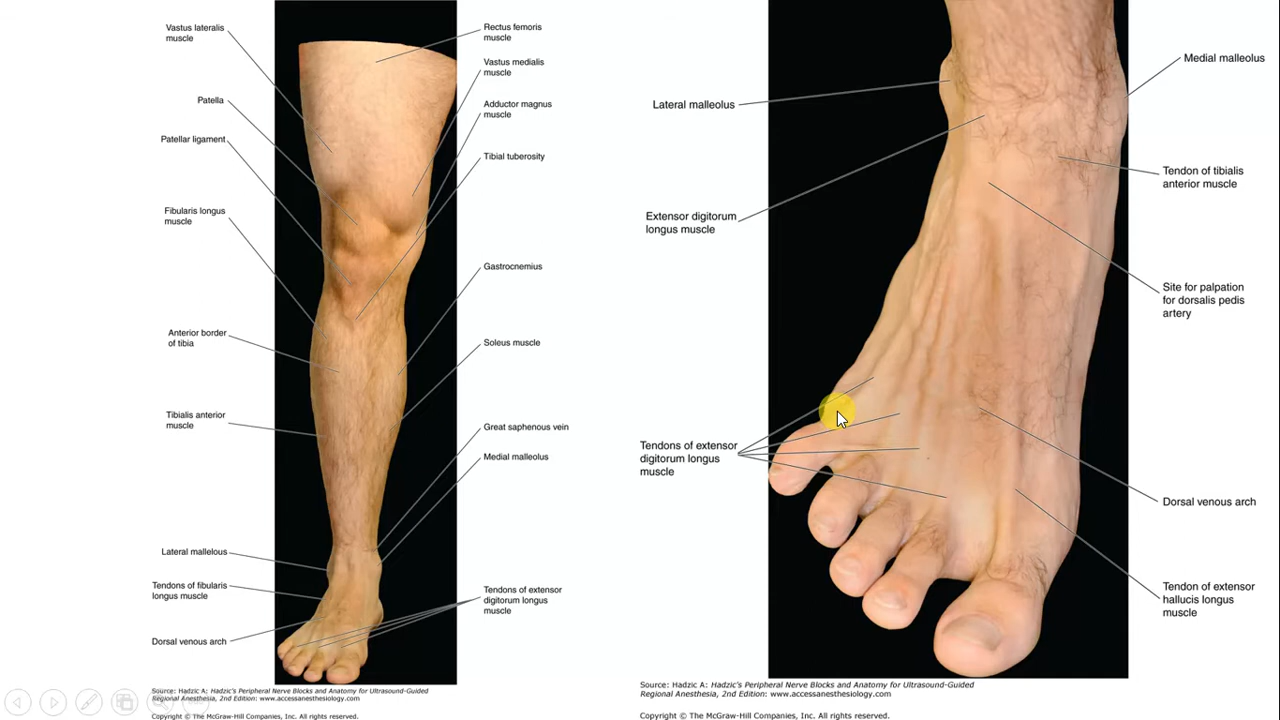 Vastus lateralis
muscle
Patella
Patellar ligament
Fibularis longus
muscle
Anterior border
of tibia
Tibialis anterior
muscle
Lateral mallelous
Tendons of fibularis
longus muscle
Dorsal venous arch
Rectus femoris
muscle
Vastus medialis
muscle
Adductor magnus
muscle
Tibial tuberosity
Gastrocnemius
Soleus muscle
Great saphenous vein
Medial malleolus
Tendons of extensor
digitorum longus
muscle
Source: Hadzic A: Hadzic's Peripheral Nerve Blocks and Anatomy for Ultrasound-Guided
Regional Anesthesia, 2nd Edition: www.accessanesthesiology.com
Copyright © The McGraw-Hill Companies, Inc. All rights reserved.
Lateral malleolus
Extensor digitorum
longus muscle
Tendons of extensor
digitorum longus
muscle
Medial malleolus
Tendon of tibialis
anterior muscle
Site for palpation
for dorsalis pedis
artery
Dorsal venous arch
Tendon of extensor
hallucis longus
muscle
Source: Hadzic A: Hadzic's Peripheral Nerve Blocks and Anatomy for Ultrasound-Guided
Regional Anesthesia, 2nd Edition: www.accessanesthesiology.com
Copyright © The McGraw-Hill Companies, Inc. All rights reserved.